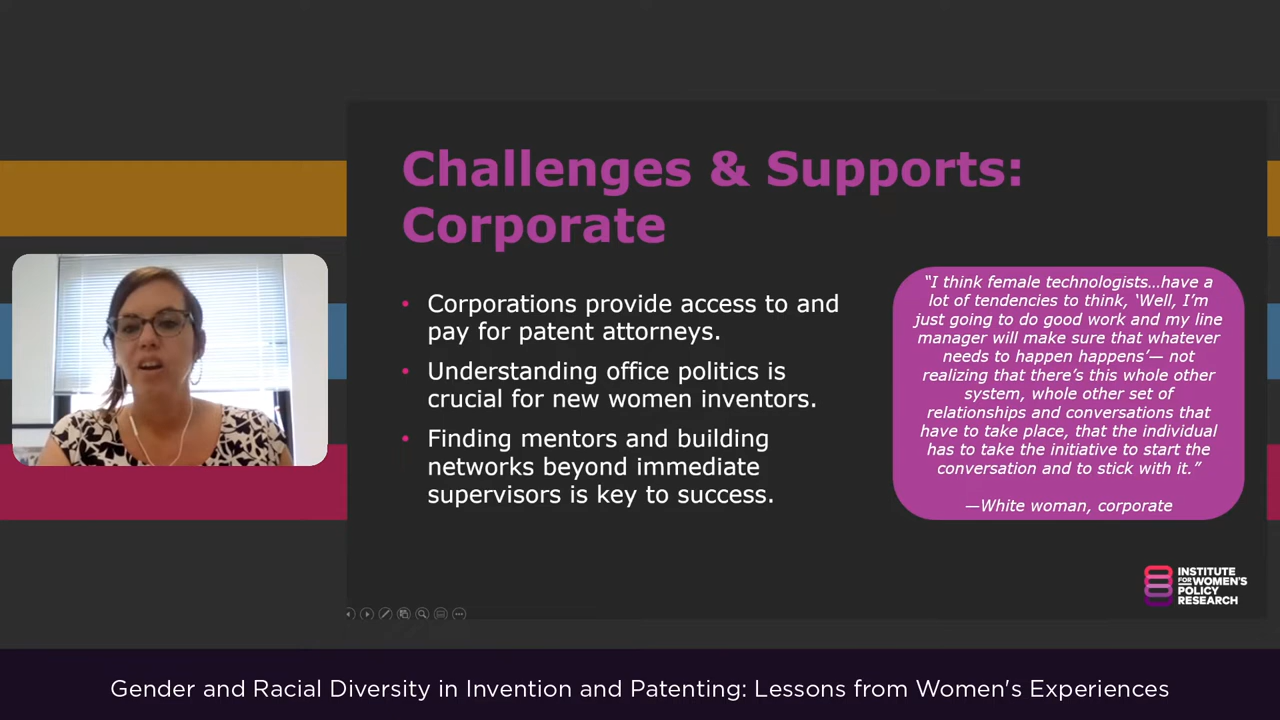 Challenges & Supports:
Corporate
• Corporations provide access to and
pay for patent attorneys.
• Understanding office politics is
crucial for new women inventors.
• Finding mentors and building
networks beyond immediate
supervisors is key to success.
“I think female technologists…have a
lot of tendencies to think, ‘Well, I’m
just going to do good work and my line
manager will make sure that whatever
needs to happen happens’— not
realizing that there’s this whole other
system, whole other set of
relationships and conversations that
have to take place, that the individual
has to take the initiative to start the
conversation and to stick with it.”
—White woman, corporate
INSTITUTE
FOR WOMEN'S
POLICY
RESEARCH
Gender and Racial Diversity in Invention and Patenting: Lessons from Women's Experiences